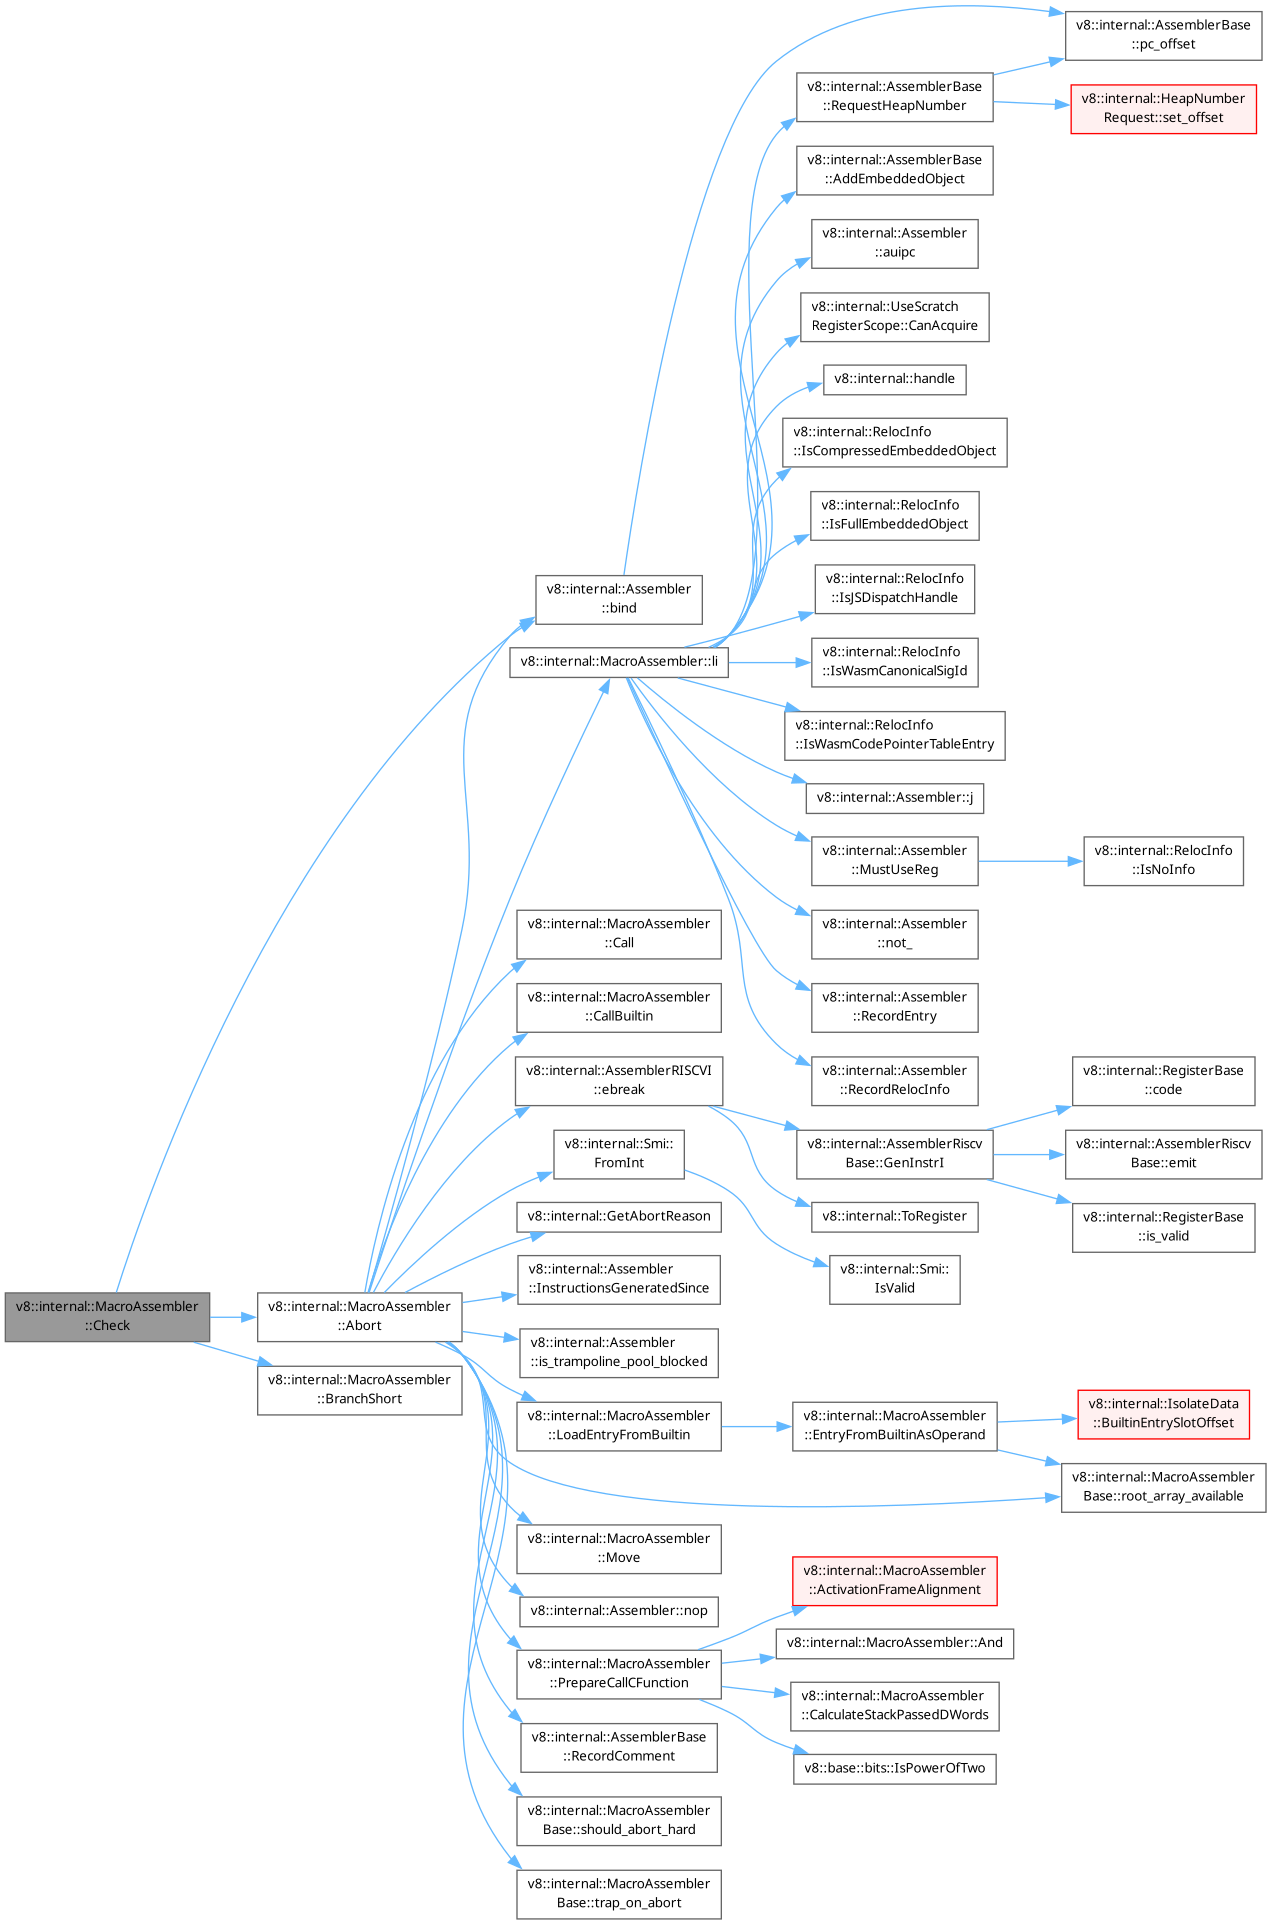 v8::internal::AssemblerBase
::pc_offset
v8::internal::AssemblerBase
::RequestHeapNumber
v8::internal::HeapNumber
Request::set_offset
v8::internal::AssemblerBase
::AddEmbeddedObject
v8::internal::Assembler
::auipc
v8::internal::UseScratch
RegisterScope::CanAcquire
v8::internal::handle
v8::internal::RelocInfo
::IsCompressedEmbeddedObject
v8::internal::RelocInfo
::IsFullEmbeddedObject
v8::internal::Assembler
::bind
v8::internal::RelocInfo
::IsJSDispatchHandle
v8::internal::MacroAssembler::li
v8::internal::RelocInfo
::IsWasmCanonicalSigId
v8::internal::RelocInfo
::IsWasmCodePointerTableEntry
v8::internal::Assembler::j
v8::internal::Assembler
::MustUseReg
v8::internal::RelocInfo
::IsNoInfo
v8::internal::MacroAssembler
::Call
v8::internal::Assembler
::not_
v8::internal::MacroAssembler
::CallBuiltin
v8::internal::Assembler
::RecordEntry
v8::internal::AssemblerRISCVI
::ebreak
v8::internal::Assembler
::RecordRelocInfo
v8::internal::RegisterBase
::code
v8::internal::Smi::
FromInt
v8::internal::AssemblerRiscv
Base::GenInstrI
v8::internal::AssemblerRiscv
Base::emit
v8::internal::GetAbortReason
v8::internal::ToRegister
v8::internal::RegisterBase
::is_valid
v8::internal::Assembler
::InstructionsGeneratedSince
v8::internal::Smi::
IsValid
v8::internal::MacroAssembler
::Check
v8::internal::MacroAssembler
::Abort
v8::internal::Assembler
::is_trampoline_pool_blocked
v8::internal::MacroAssembler
::BranchShort
v8::internal::MacroAssembler
::LoadEntryFromBuiltin
v8::internal::MacroAssembler
::EntryFromBuiltinAsOperand
v8::internal::IsolateData
::BuiltinEntrySlotOffset
v8::internal::MacroAssembler
Base::root_array_available
v8::internal::MacroAssembler
::Move
v8::internal::MacroAssembler
::ActivationFrameAlignment
v8::internal::Assembler::nop
v8::internal::MacroAssembler::And
v8::internal::MacroAssembler
::PrepareCallCFunction
v8::internal::MacroAssembler
::CalculateStackPassedDWords
v8::internal::AssemblerBase
::RecordComment
v8::base::bits::IsPowerOfTwo
v8::internal::MacroAssembler
Base::should_abort_hard
v8::internal::MacroAssembler
Base::trap_on_abort